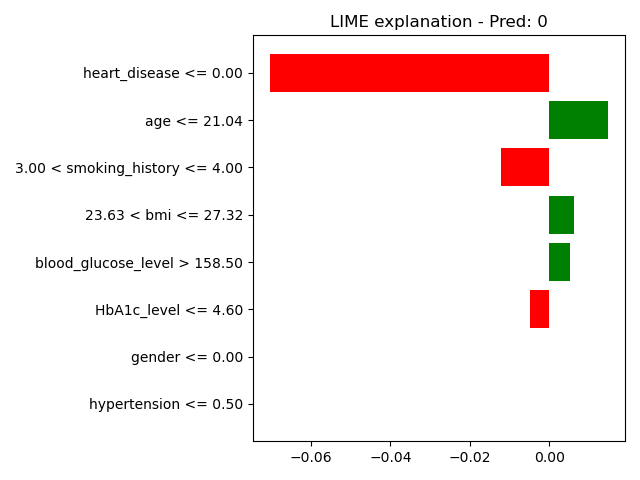 LIME explanation - Pred: 0
heart_disease <= 0.00
age <= 21.04
3.00 < smoking_history <= 4.00
23.63 < bmi <= 27.32
blood_glucose_level > 158.50
HbA1c_level <= 4.60
gender <= 0.00
hypertension <= 0.50
−0.06 −0.04 −0.02 0.00